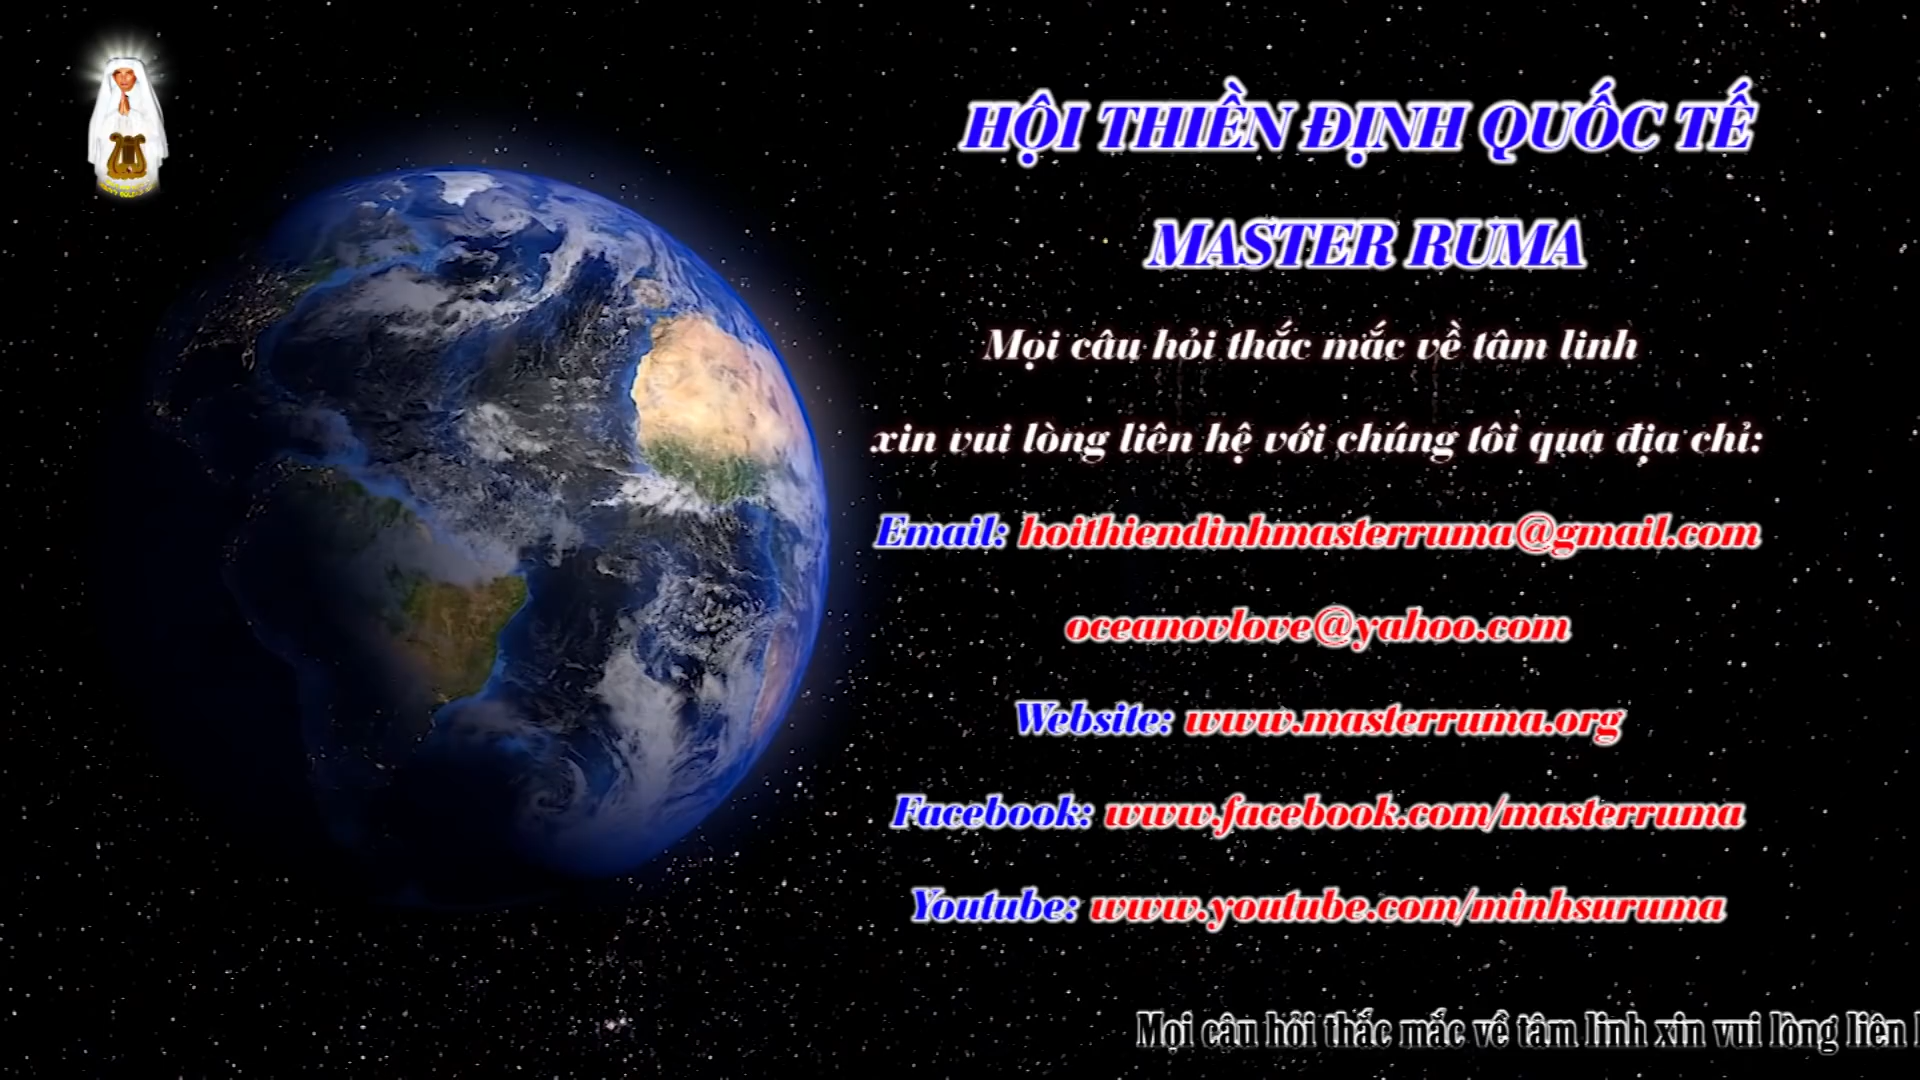 HỘI THIỀN ĐỊNH QUỐC TẾ
MASTER RUMA
Mọi câu hỏi thắc mắc về tâm linh
xin vui lòng liên hệ với chúng tôi qua địa chỉ:
Email: hoithiendinhmasterruma@gmail.com
oceanovlove@yahoo.com
Website: www.masterruma.org
Facebook: www.facebook.com/masterruma
Youtube: www.youtube.com/minhsuruma
Mọi câu hỏi thắc mắc về tâm linh xin vui lòng liên